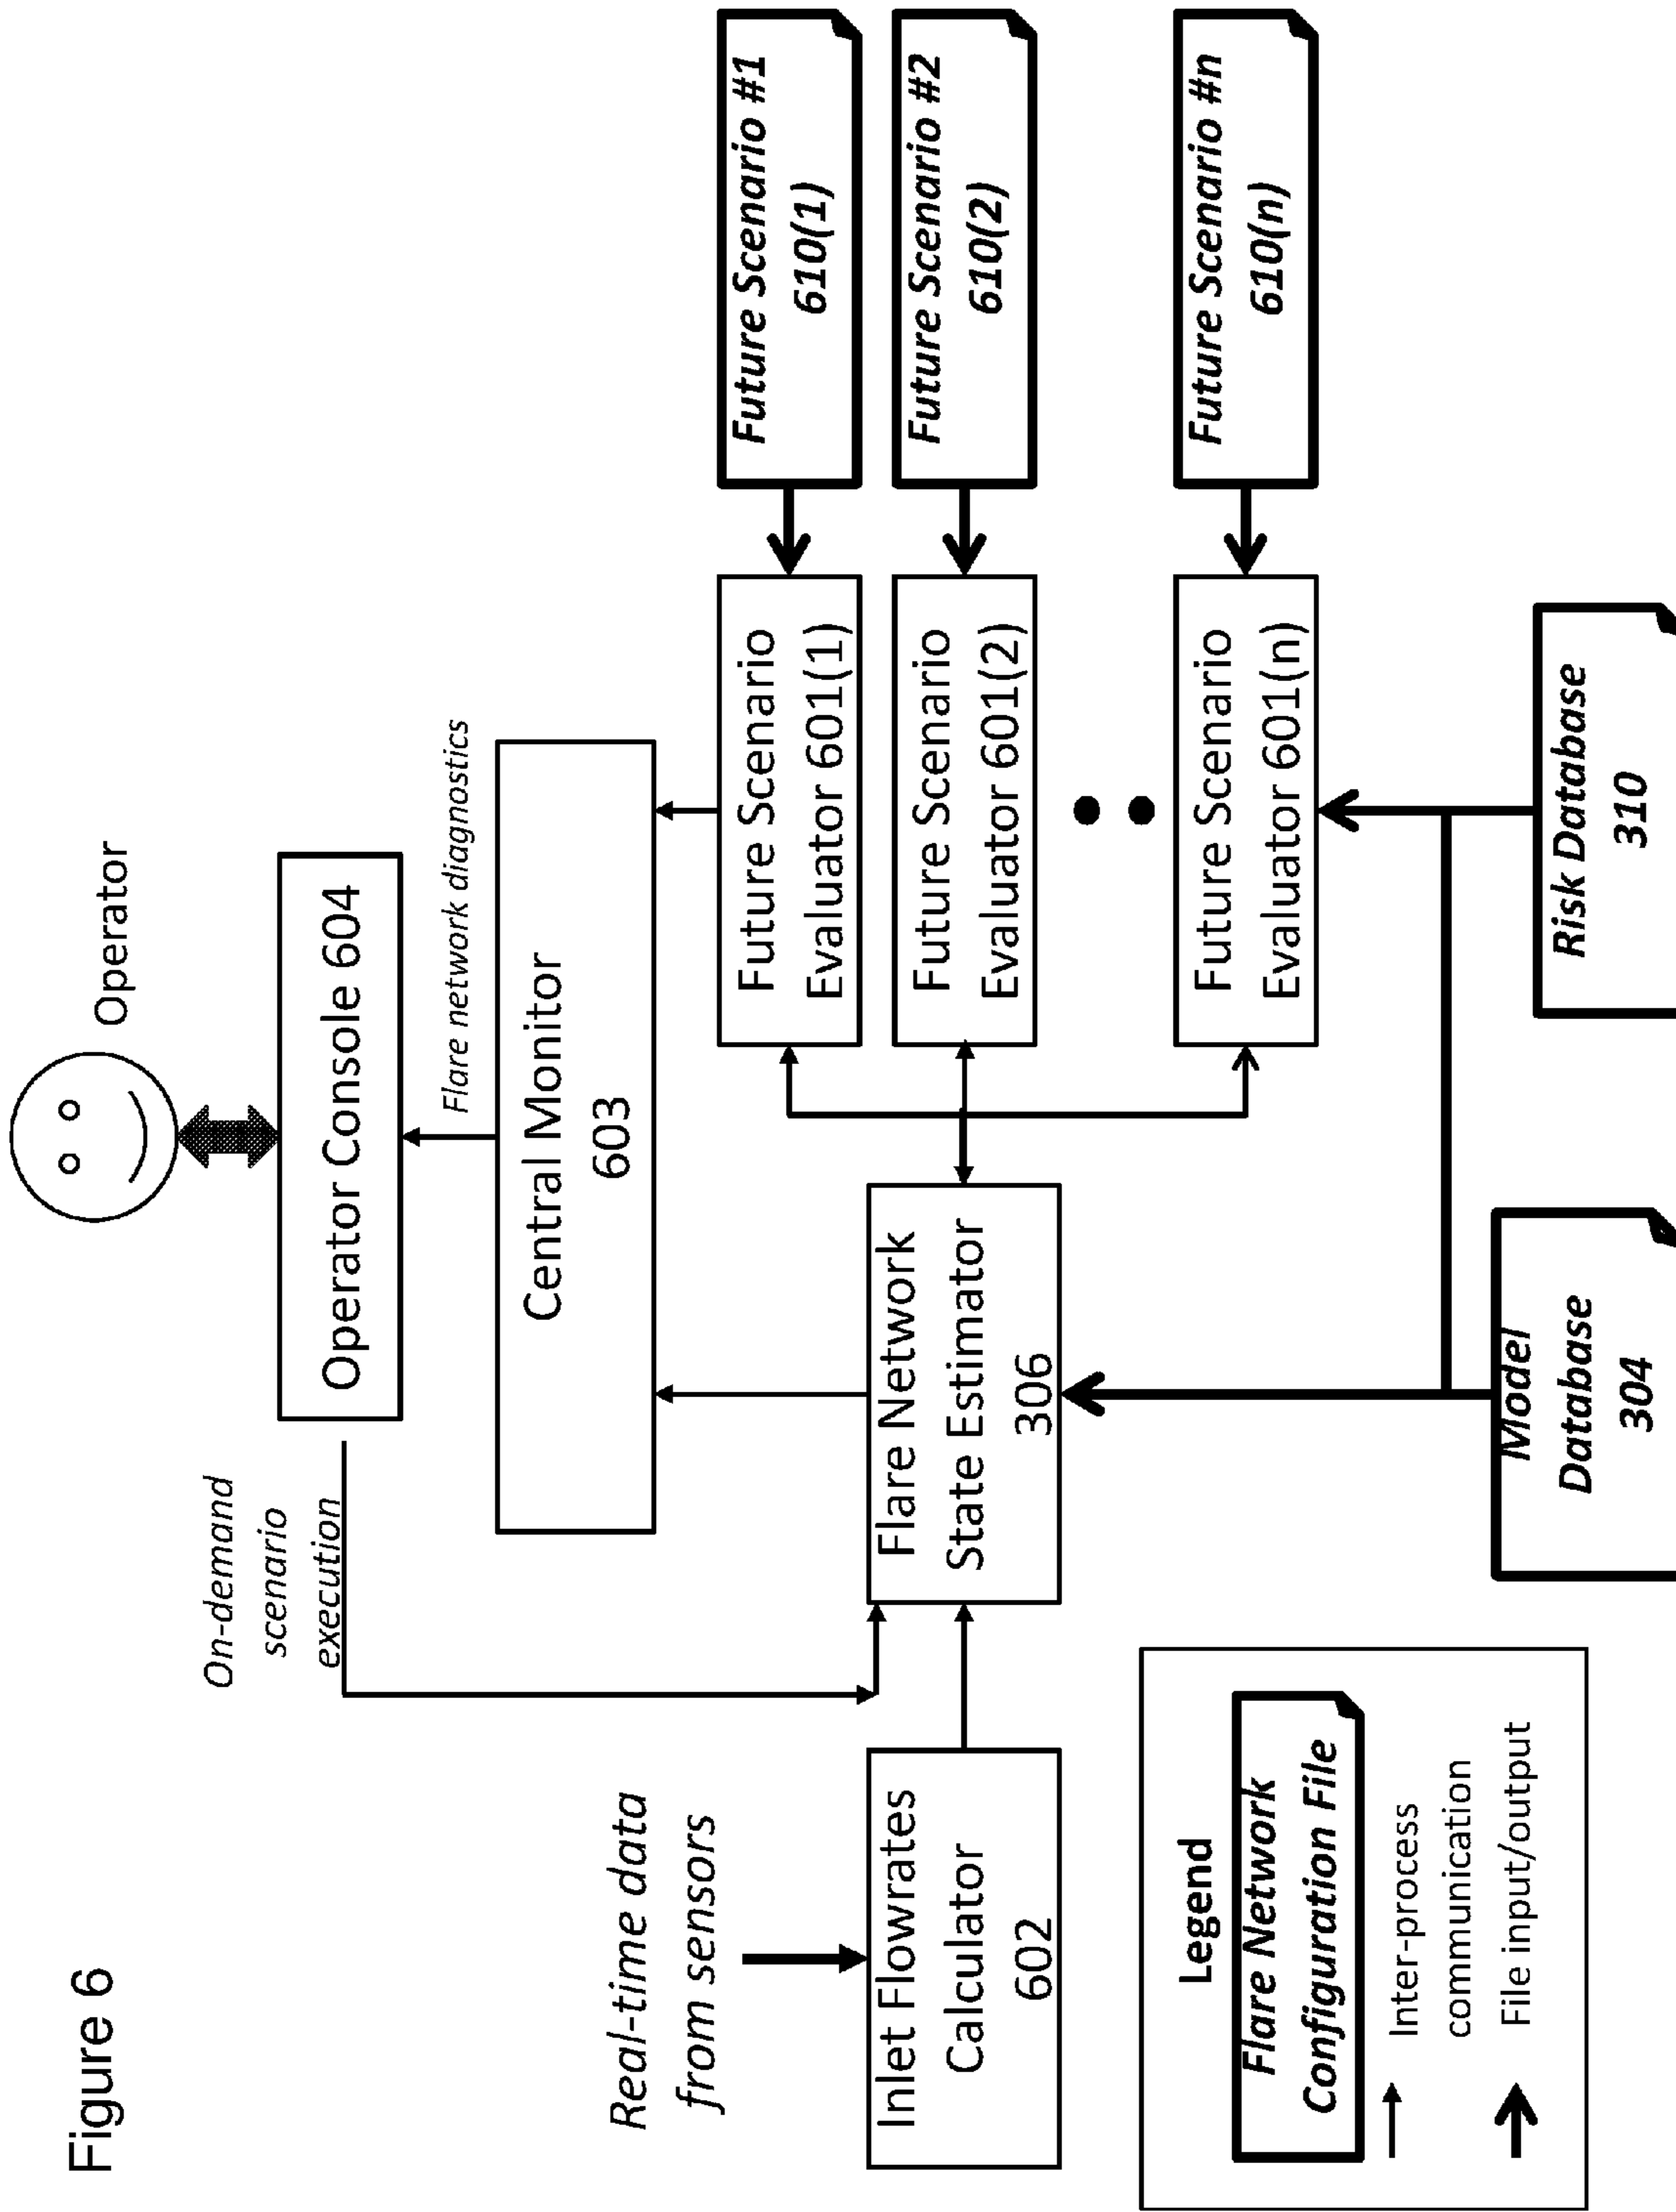 Figure 6
Operator
Operator Console 604
On-demand
scenario
execution
Flare network diagnostics
Central Monitor
603
Real-time data
from sensors
Inlet Flowrates
Calculator
602
Flare Network
State Estimator
306
Future Scenario
Evaluator 601(1)
Future Scenario #1
610(1)
Future Scenario
Evaluator 601(2)
Future Scenario #2
610(2)
Future Scenario
Evaluator 601(n)
Future Scenario #n
610(n)
Legend
Flare Network
Configuration File
Inter-process
communication
File input/output
Model
Database
304
Risk Database
310